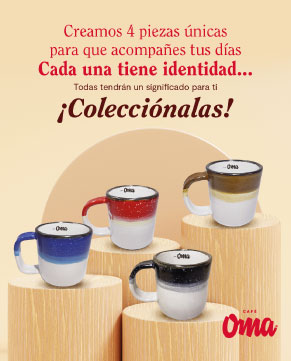 Creamos 4 piezas únicas
para que acompañes tus días
Cada una tiene identidad...
Todas tendrán un significado para ti
¡Colecciónalas!
Oma
Oma
Oma
Oma
CAFÉ
Oma